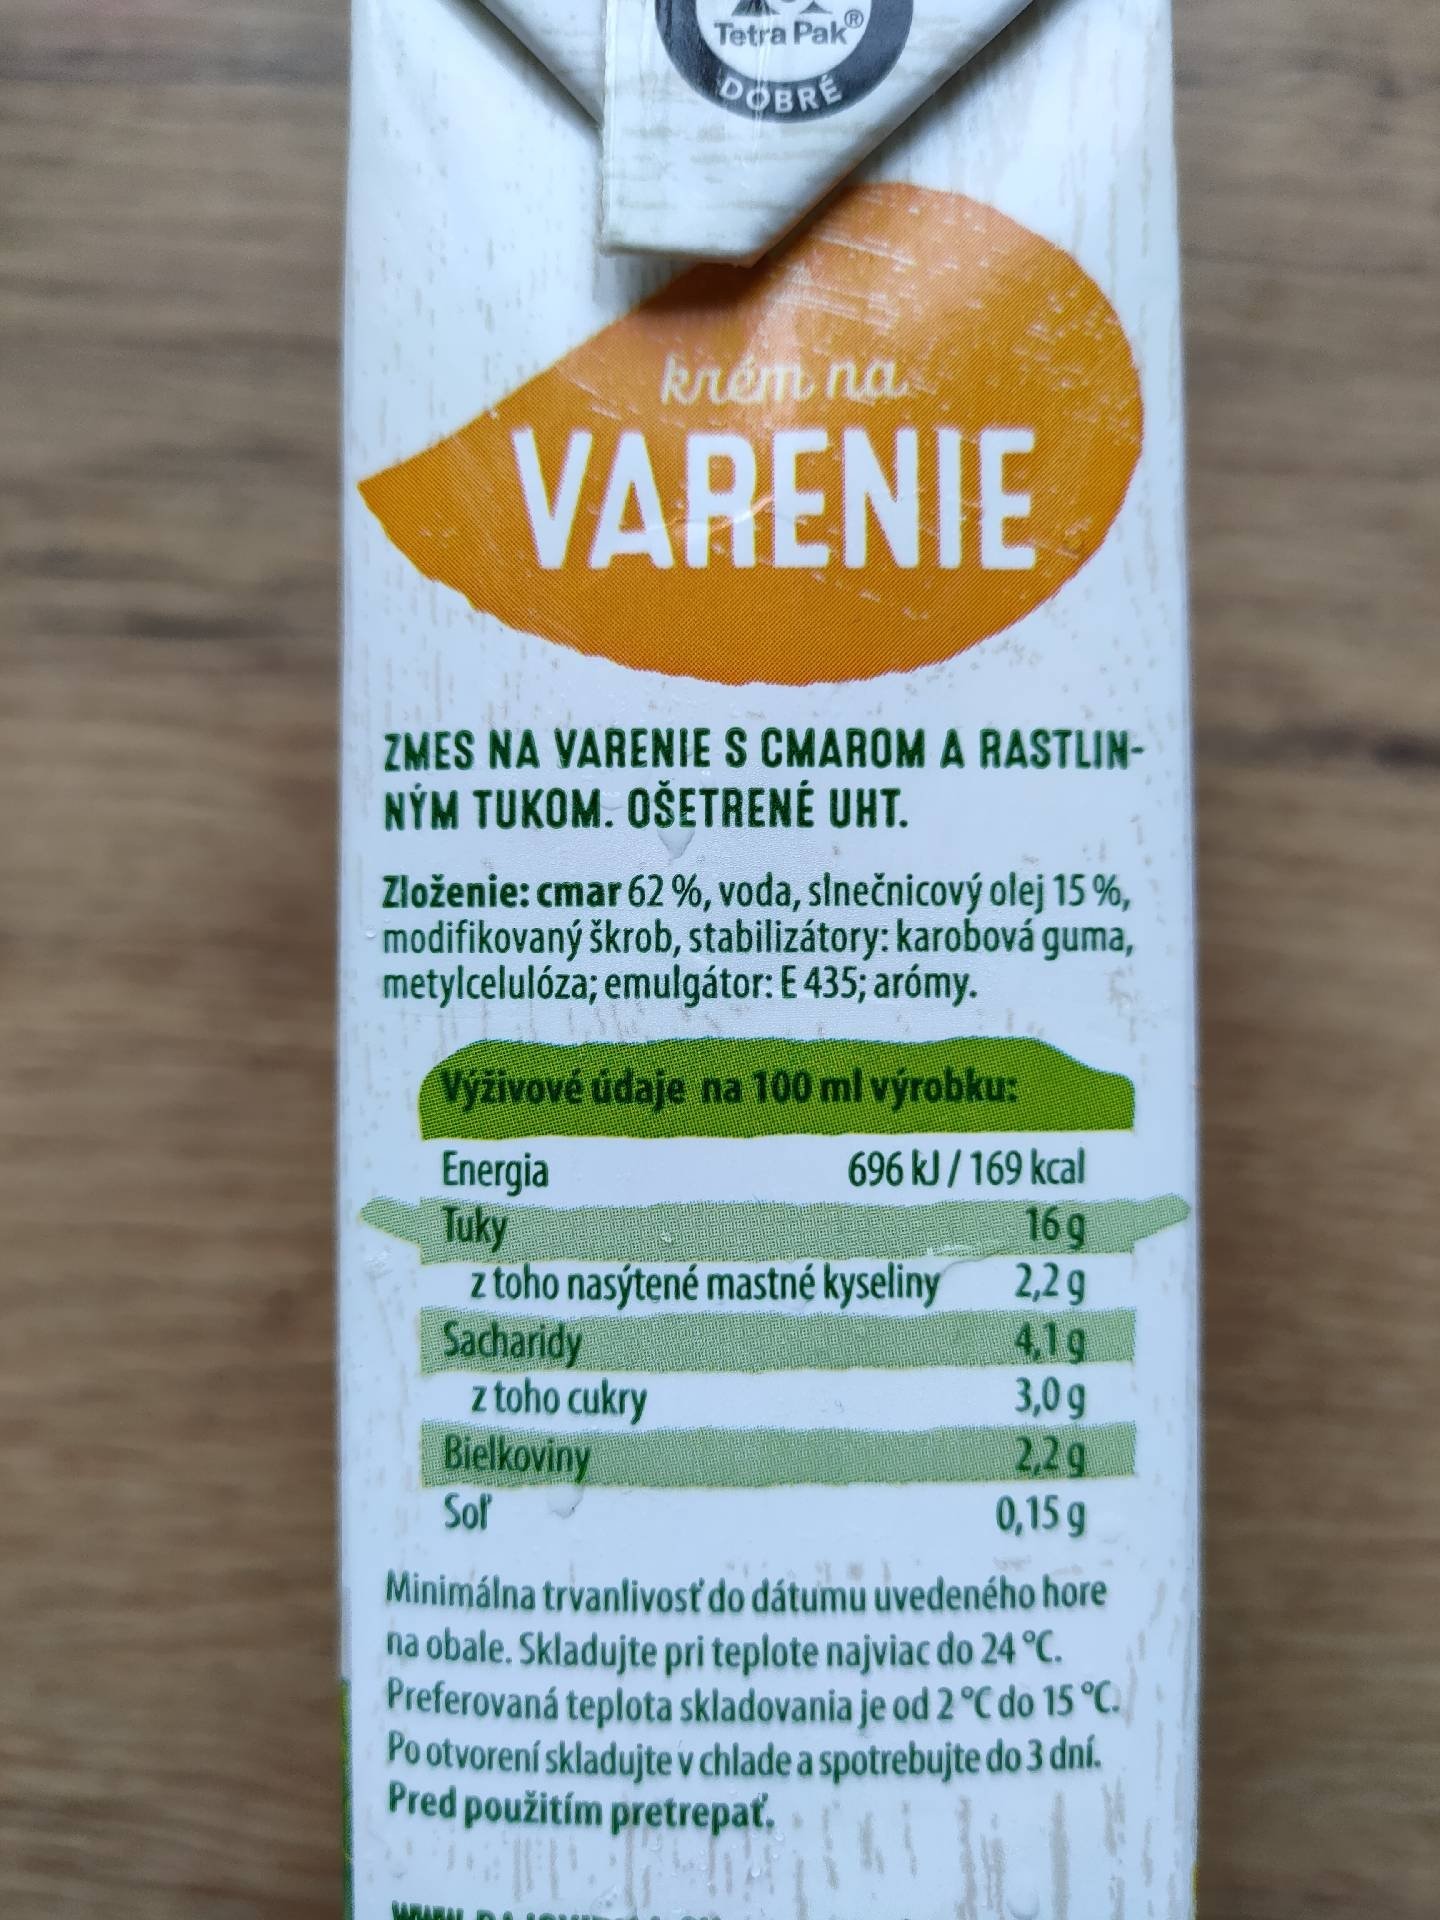 Tetra Pak®
DOBRÉ
krém na
VARENIE
ZMES NA VARENIE S CMAROM A RASTLIN-
NÝM TUKOM. OŠETRENÉ UHT.
Zloženie: cmar 62 %, voda, slnečnicový olej 15 %,
modifikovaný škrob, stabilizátory: karobová guma,
metylcelulóza; emulgátor: E 435; arómy.
Výživové údaje na 100 ml výrobku:
Energia 696 kJ / 169 kcal
Tuky 16 g
z toho nasýtené mastné kyseliny 2,2 g
Sacharidy 4,1 g
z toho cukry 3,0 g
Bielkoviny 2,2 g
Soľ 0,15 g
Minimálna trvanlivosť do dátumu uvedeného hore
na obale. Skladujte pri teplote najviac do 24 °C.
Preferovaná teplota skladovania je od 2 °C do 15 °C.
Po otvorení skladujte v chlade a spotrebujte do 3 dní.
Pred použitím pretrepať.